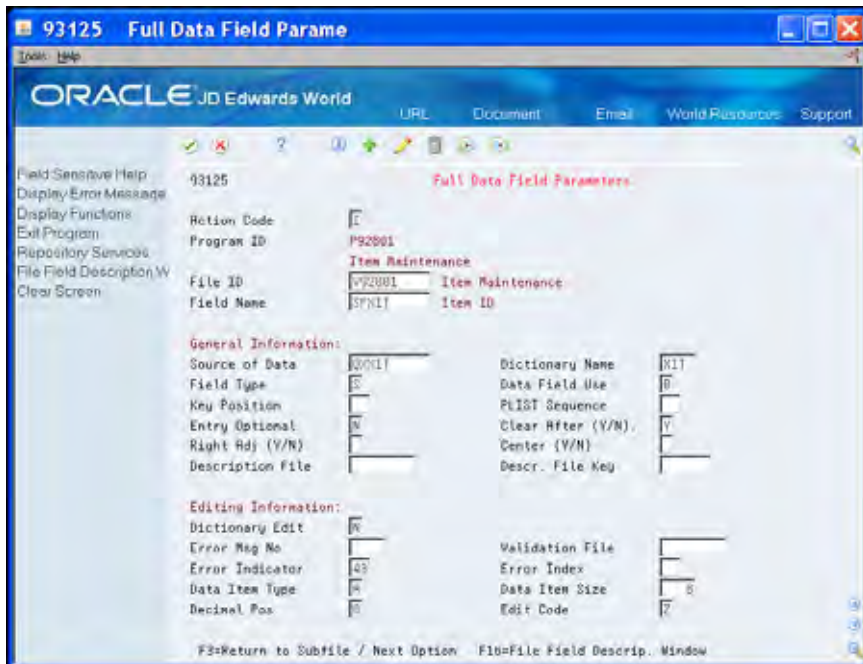 93125 Full Data Field Parame
Tools Help
ORACLE JD Edwards World
URL Document Email World Resources Support
Field Sensitive Help
Display Error Message
Display Functions
Exit Program
Repository Services
File Field Description W
Clear Screen
93125 Full Data Field Parameters
Action Code I
Program ID P92801
Item Maintenance
File ID V92801 Item Maintenance
Field Name Item ID
General Information:
Source of Data Dictionary Name XIT
Field Type S Data Field Use B
Key Position PLIST Sequence
Entry Optional N Clear After (Y/N). Y
Right Adj (Y/N) Center (Y/N)
Description File Descr. File Key
Editing Information:
Dictionary Edit N
Error Msg No Validation File
Error Indicator Error Index
Data Item Type Data Item Size
Decimal Pos Edit Code
F3=Return to Subfile / Next Option F16=File Field Descrip. Window